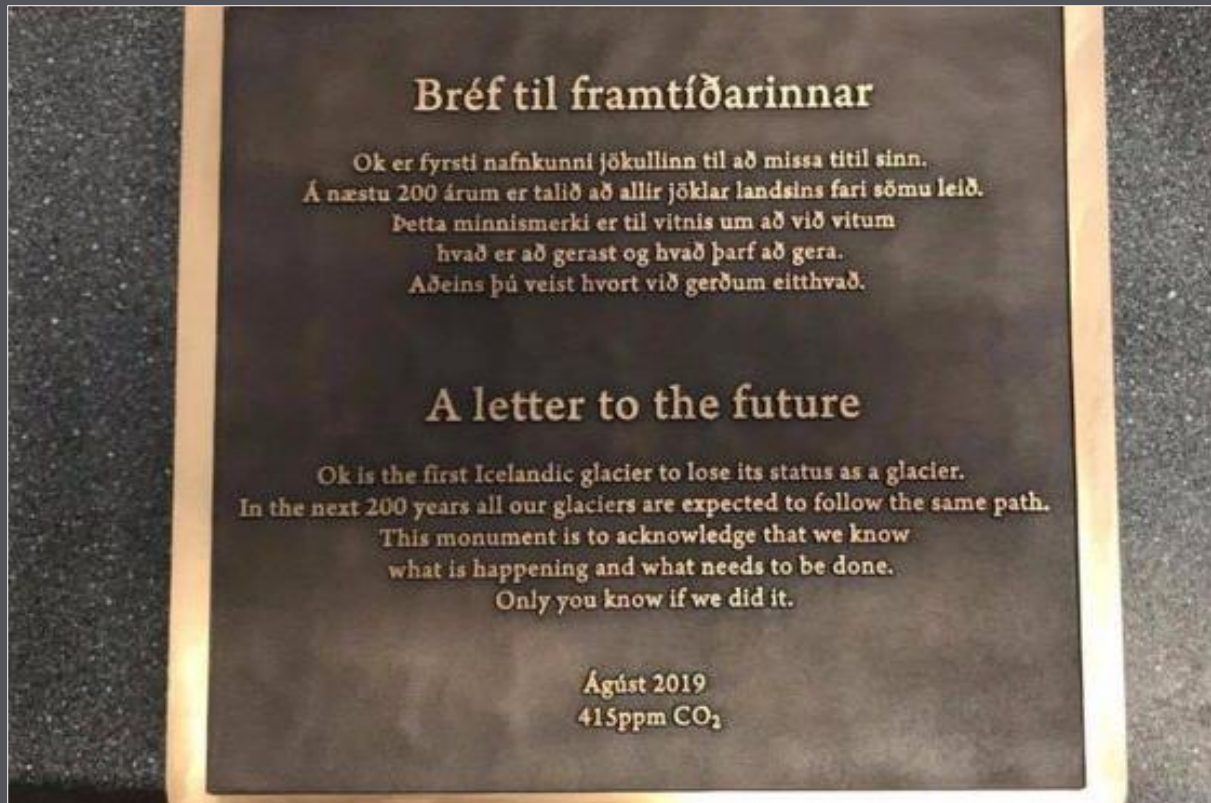 Bréf til framtíðarinnar
Ok er fyrsti nafnkunni jökullinn til að missa titil sinn.
Á næstu 200 árum er talið að allir jöklar landsins fari sömu leið.
Þetta minnismerki er til vitnis um að við vitum
hvað er að gerast og hvað þarf að gera.
Aðeins þú veist hvort við gerðum eitthvað.
A letter to the future
Ok is the first Icelandic glacier to lose its status as a glacier.
In the next 200 years all our glaciers are expected to follow the same path.
This monument is to acknowledge that we know
what is happening and what needs to be done.
Only you know if we did it.
Ágúst 2019
415ppm CO₂